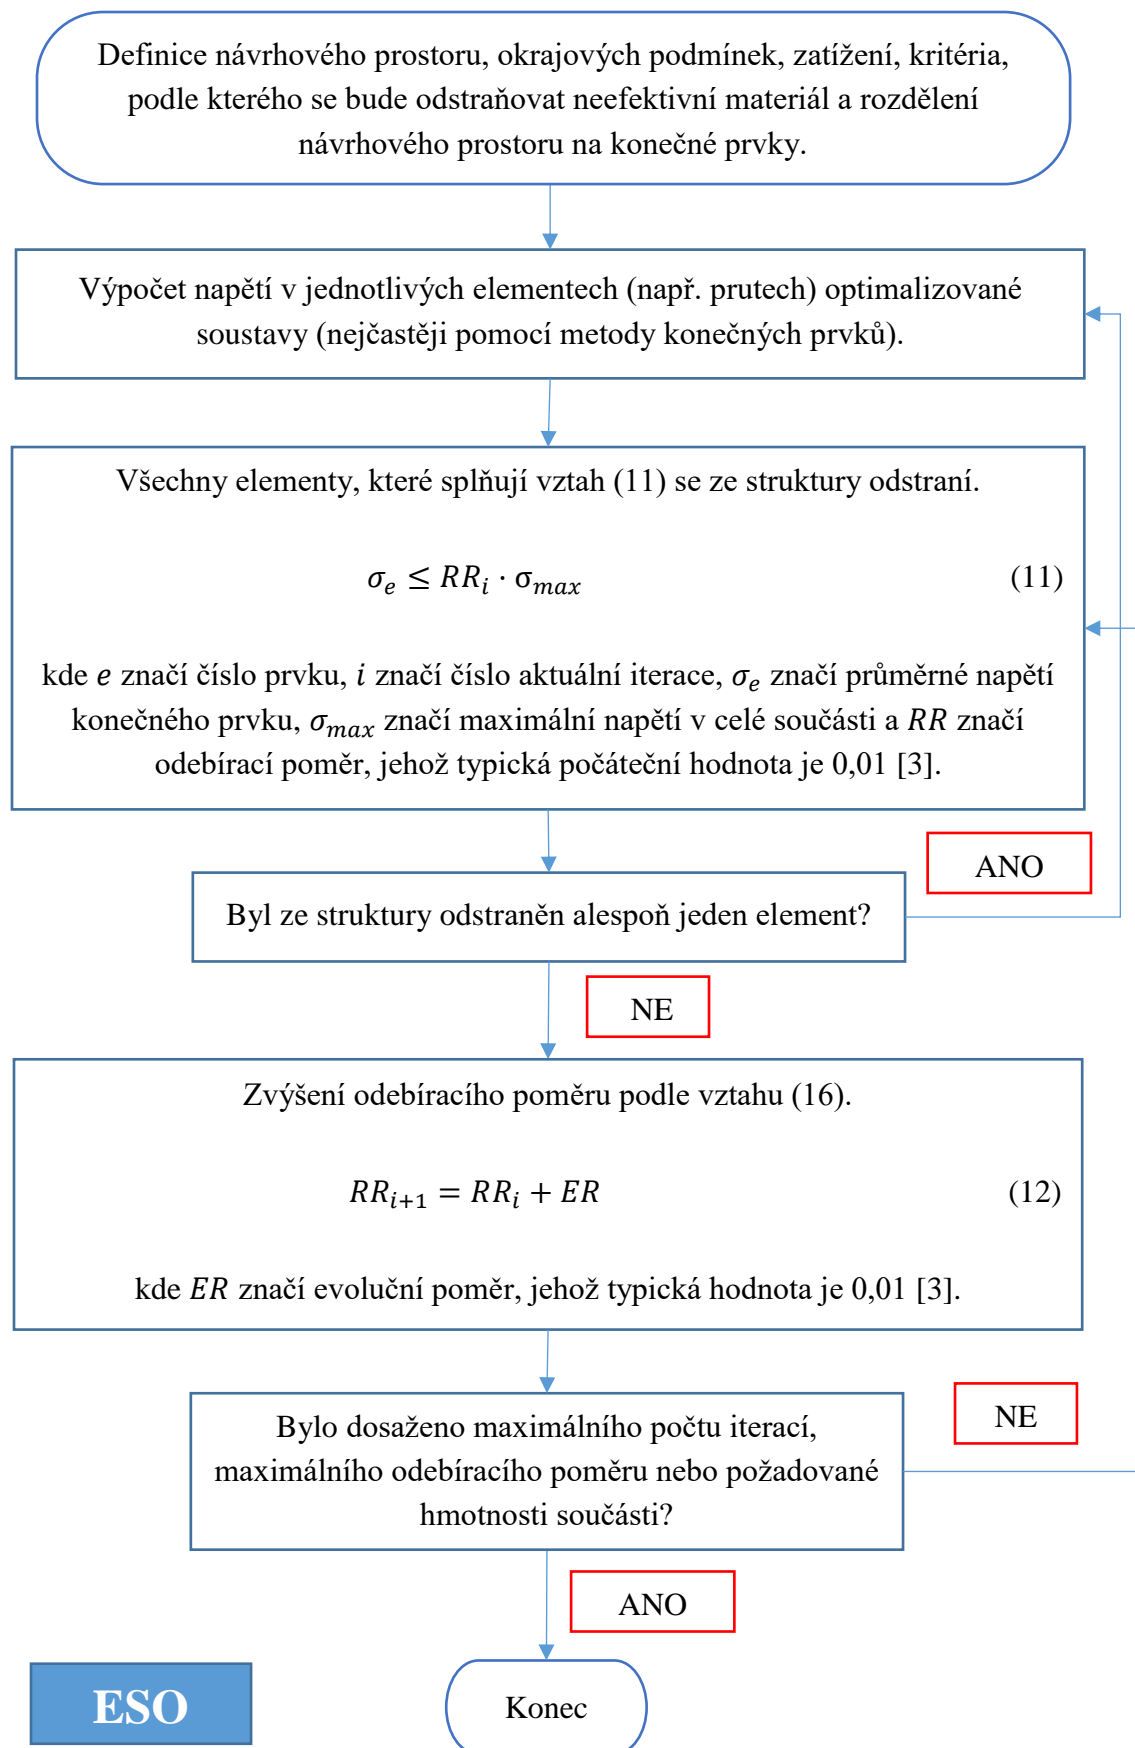 Definice návrhového prostoru, okrajových podmínek, zatížení, kritéria,
podle kterého se bude odstraňovat neefektivní materiál a rozdělení
návrhového prostoru na konečné prvky.
Výpočet napětí v jednotlivých elementech (např. prutech) optimalizované
soustavy (nejčastěji pomocí metody konečných prvků).
Všechny elementy, které splňují vztah (11) se ze struktury odstraní.
σ_e ≤ RR_i · σ_max (11)
kde e značí číslo prvku, i značí číslo aktuální iterace, σ_e značí průměrné napětí
konečného prvku, σ_max značí maximální napětí v celé součásti a RR značí
odebírací poměr, jehož typická počáteční hodnota je 0,01 [3].
ANO
Byl ze struktury odstraněn alespoň jeden element?
NE
Zvýšení odebíracího poměru podle vztahu (16).
RR_{i+1} = RR_i + ER (12)
kde ER značí evoluční poměr, jehož typická hodnota je 0,01 [3].
NE
Bylo dosaženo maximálního počtu iterací,
maximálního odebíracího poměru nebo požadované
hmotnosti součásti?
ANO
ESO
Konec